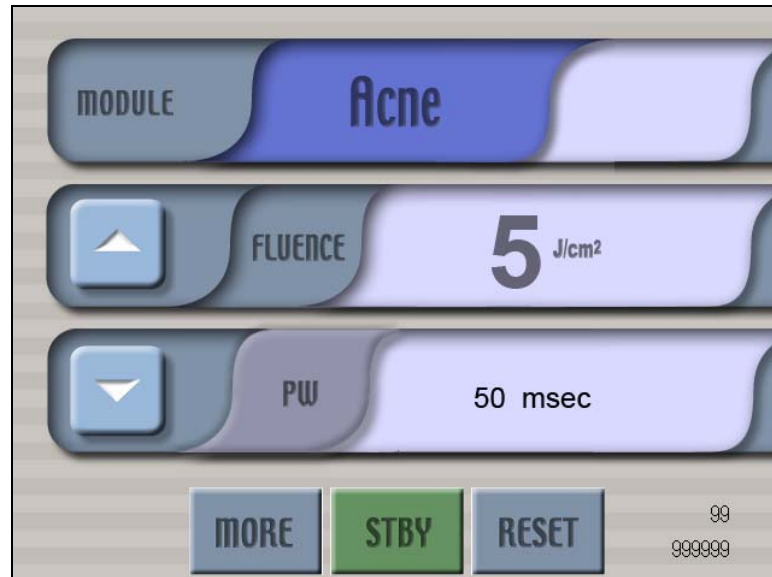 MODULE Acne
FLUENCE 5 J/cm²
PW 50 msec
MORE STBY RESET 99
999999